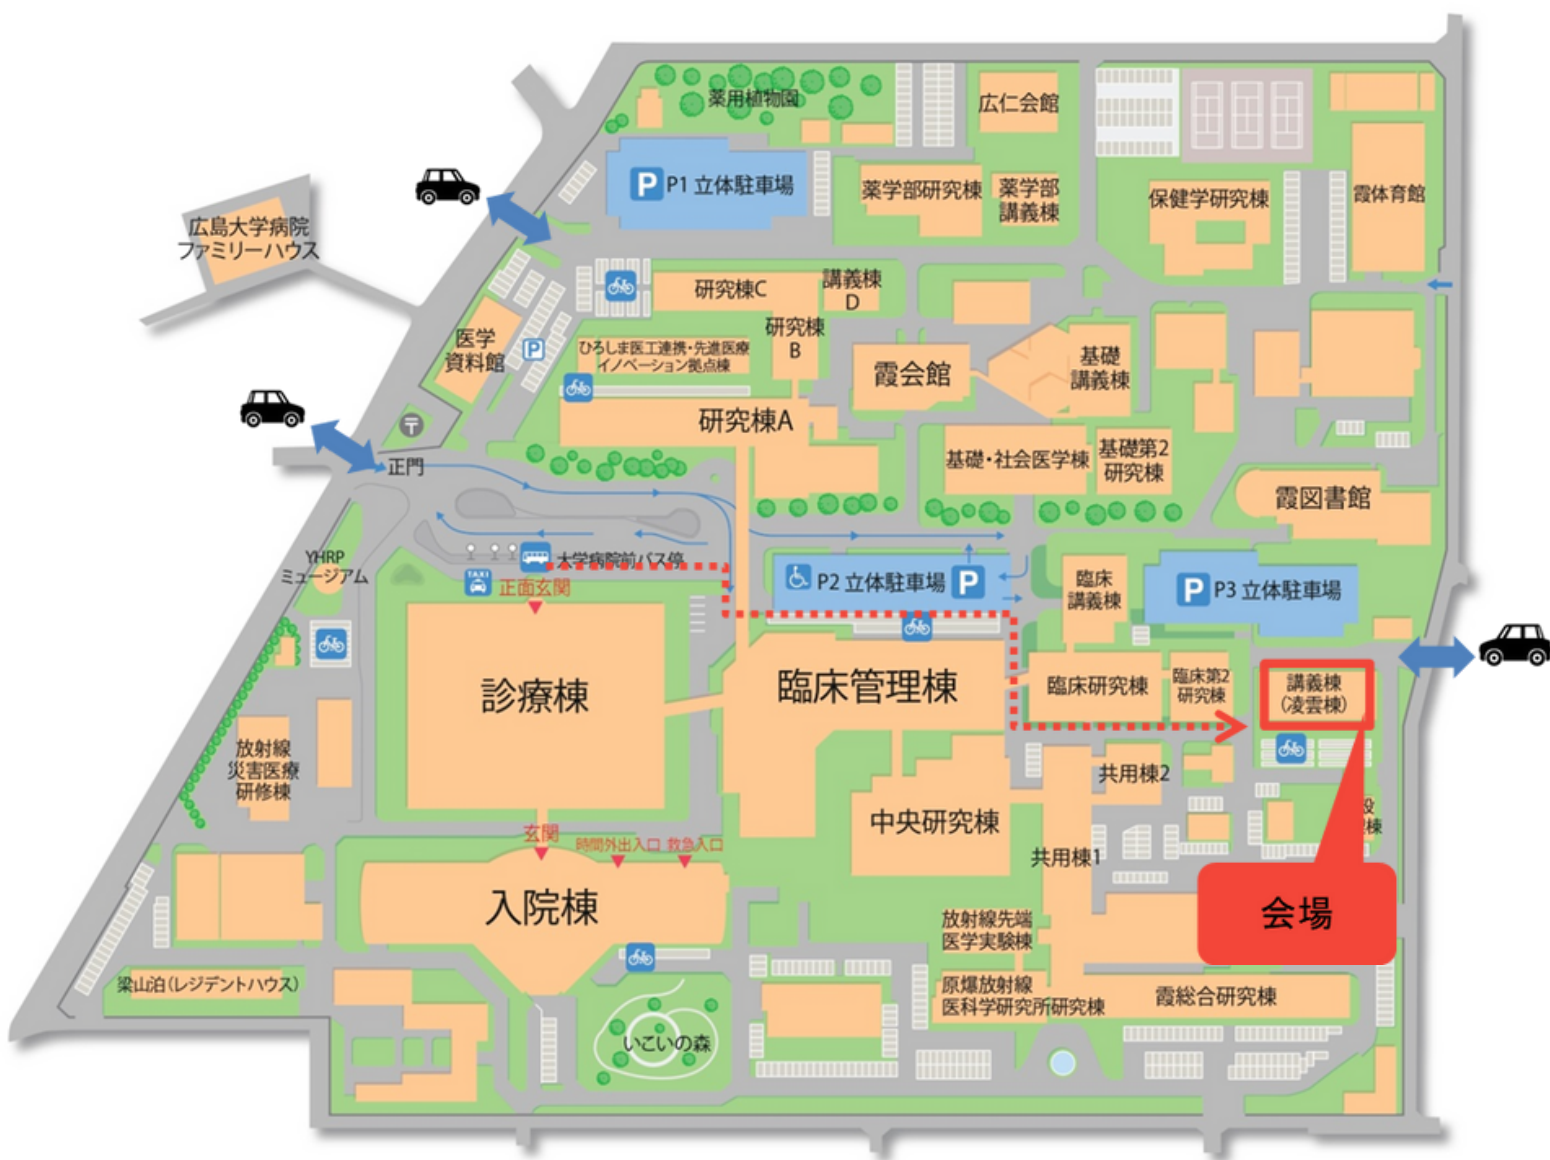 薬用植物園
広仁会館
P P1 立体駐車場
薬学部研究棟
薬学部
講義棟
保健学研究棟
霞体育館
広島大学病院
ファミリーハウス
研究棟C
講義棟
D
研究棟
B
医学
資料館
P
ひろしま医工連携・先進医療
イノベーション拠点棟
霞会館
基礎
講義棟
研究棟A
〒
正門
基礎・社会医学棟
基礎第2
研究棟
霞図書館
YHRP
ミュージアム
大学病院前バス停
TAXI
正面玄関
P2 立体駐車場 P
臨床
講義棟
P P3 立体駐車場
診療棟
臨床管理棟
臨床研究棟
臨床第2
研究棟
講義棟
(凌雲棟)
放射線
災害医療
研修棟
共用棟2
中央研究棟
共用棟1
玄関
時間外出入口
救急入口
入院棟
会場
放射線先端
医学実験棟
梁山泊(レジデントハウス)
原爆放射線
医科学研究所研究棟
霞総合研究棟
いこいの森